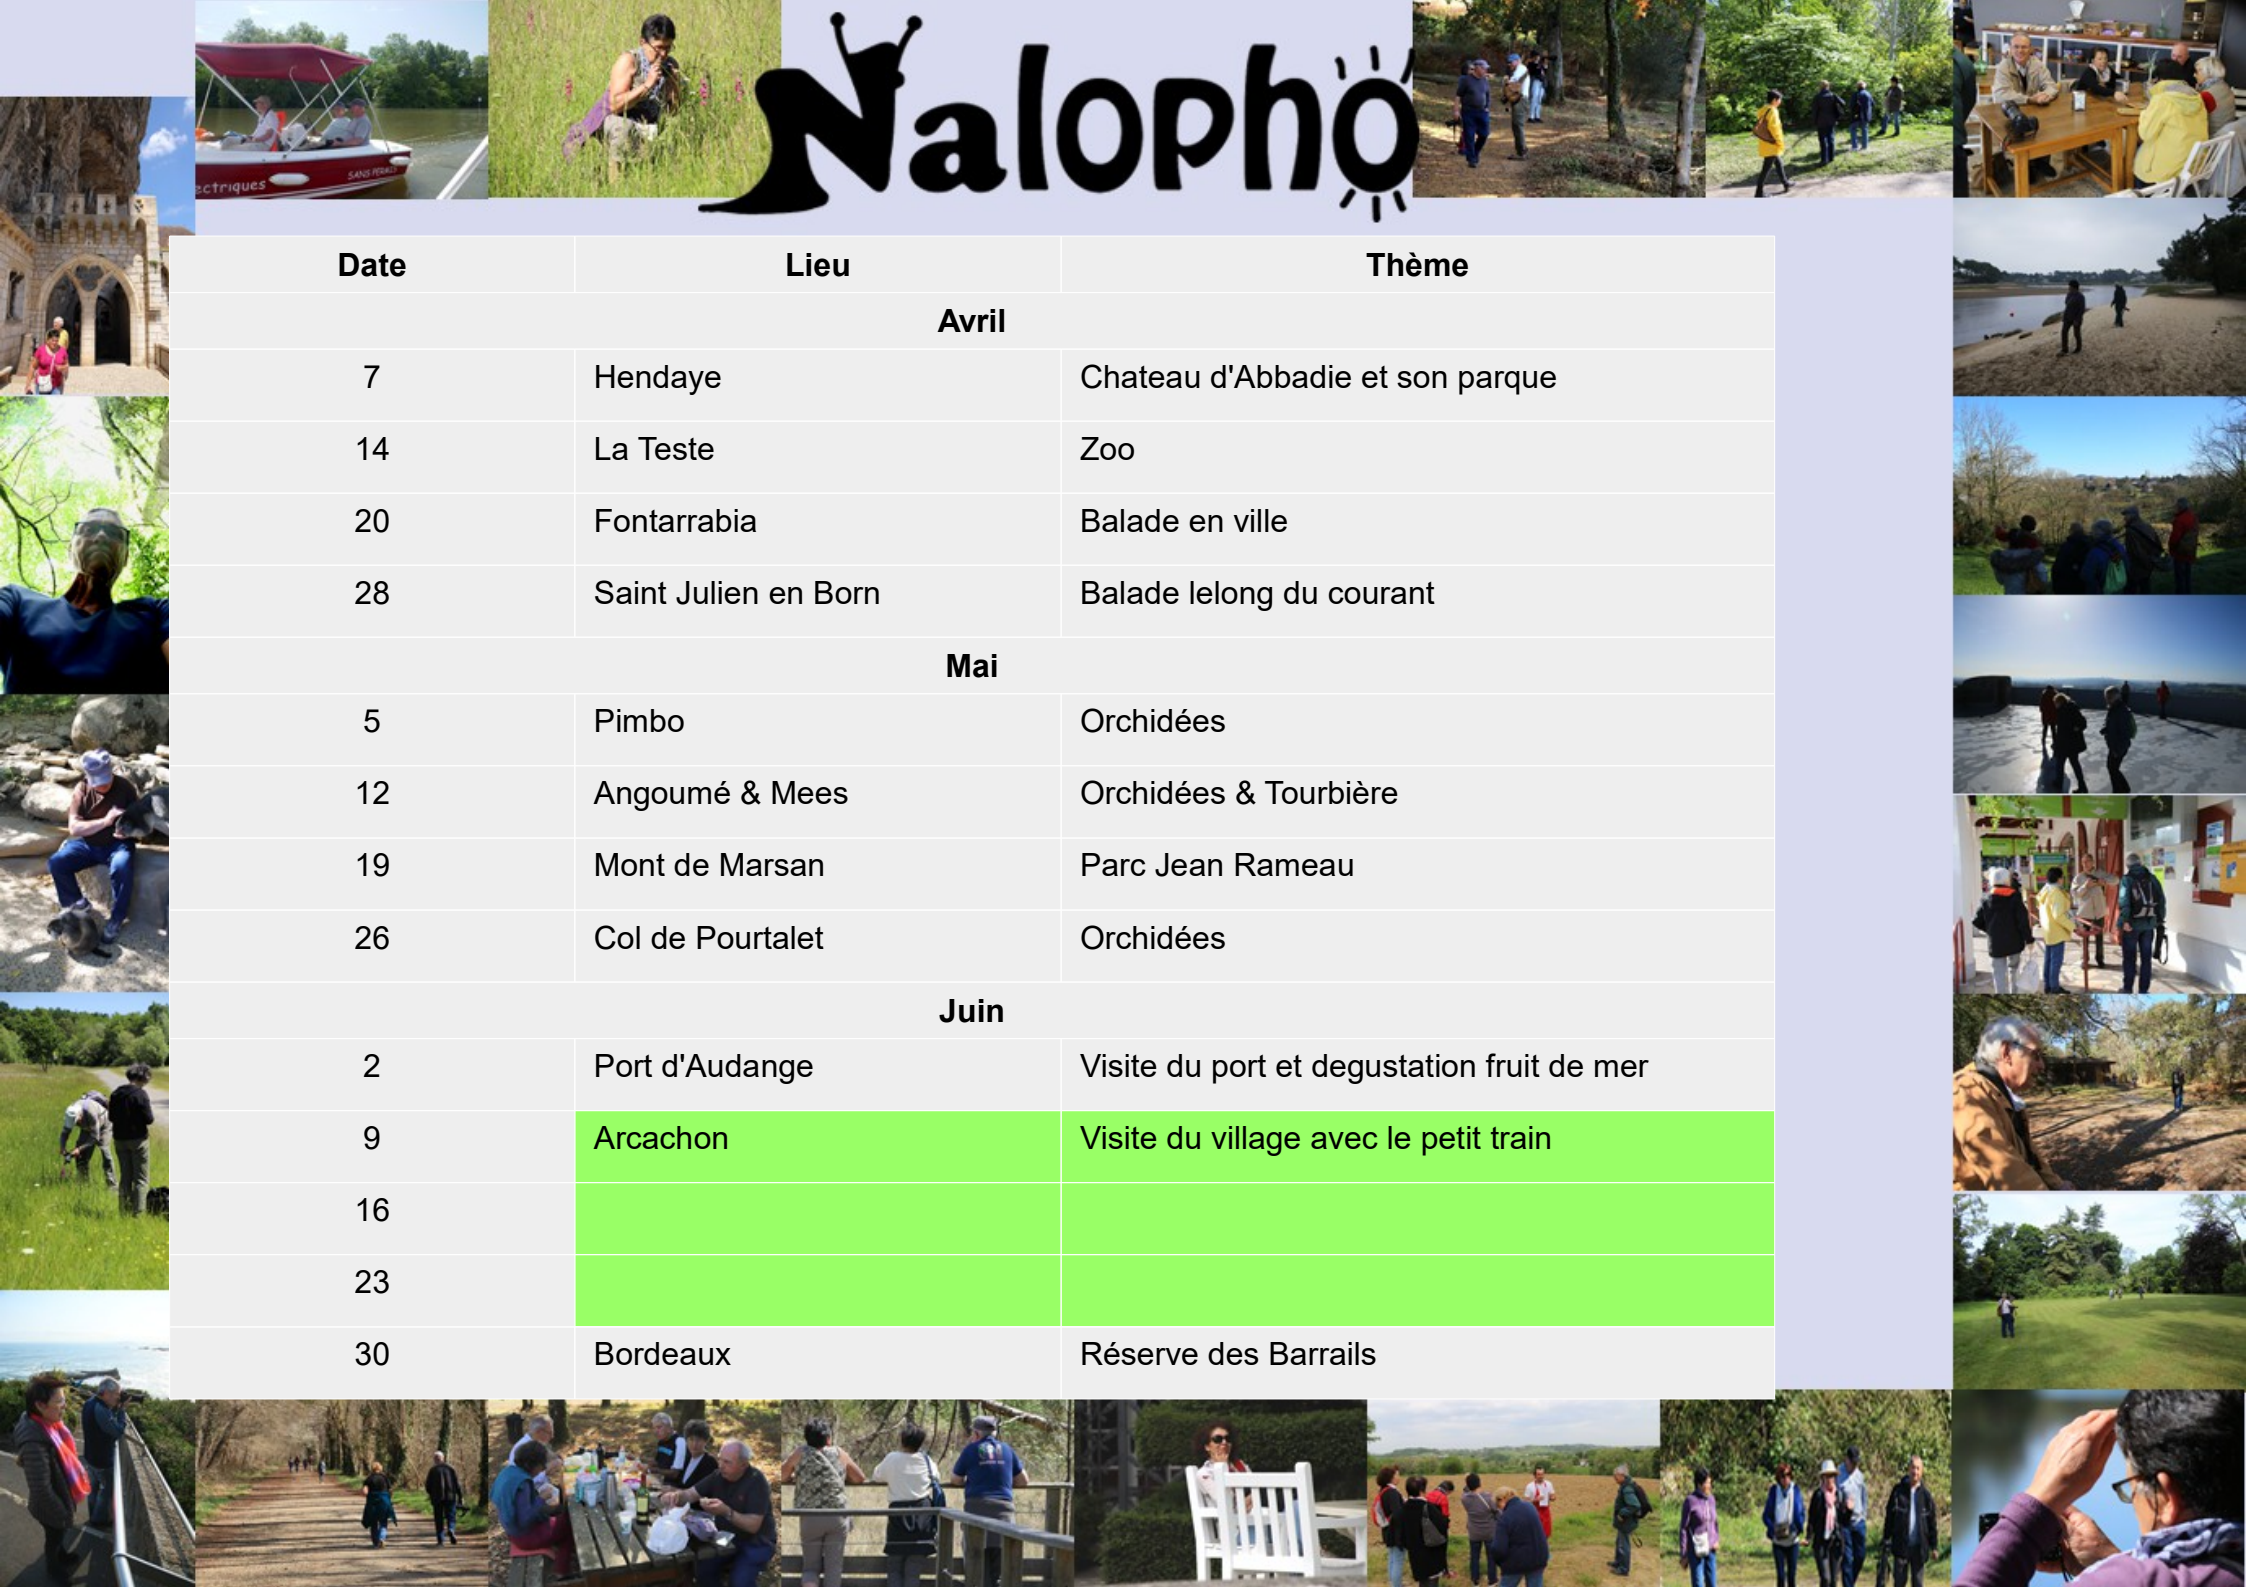 Nalopho
ectriques
SANS PERMIS
Date Lieu Thème
Avril
7 Hendaye Chateau d'Abbadie et son parque
14 La Teste Zoo
20 Fontarrabia Balade en ville
28 Saint Julien en Born Balade lelong du courant
Mai
5 Pimbo Orchidées
12 Angoumé & Mees Orchidées & Tourbière
19 Mont de Marsan Parc Jean Rameau
26 Col de Pourtalet Orchidées
Juin
2 Port d'Audange Visite du port et degustation fruit de mer
9 Arcachon Visite du village avec le petit train
16
23
30 Bordeaux Réserve des Barrails